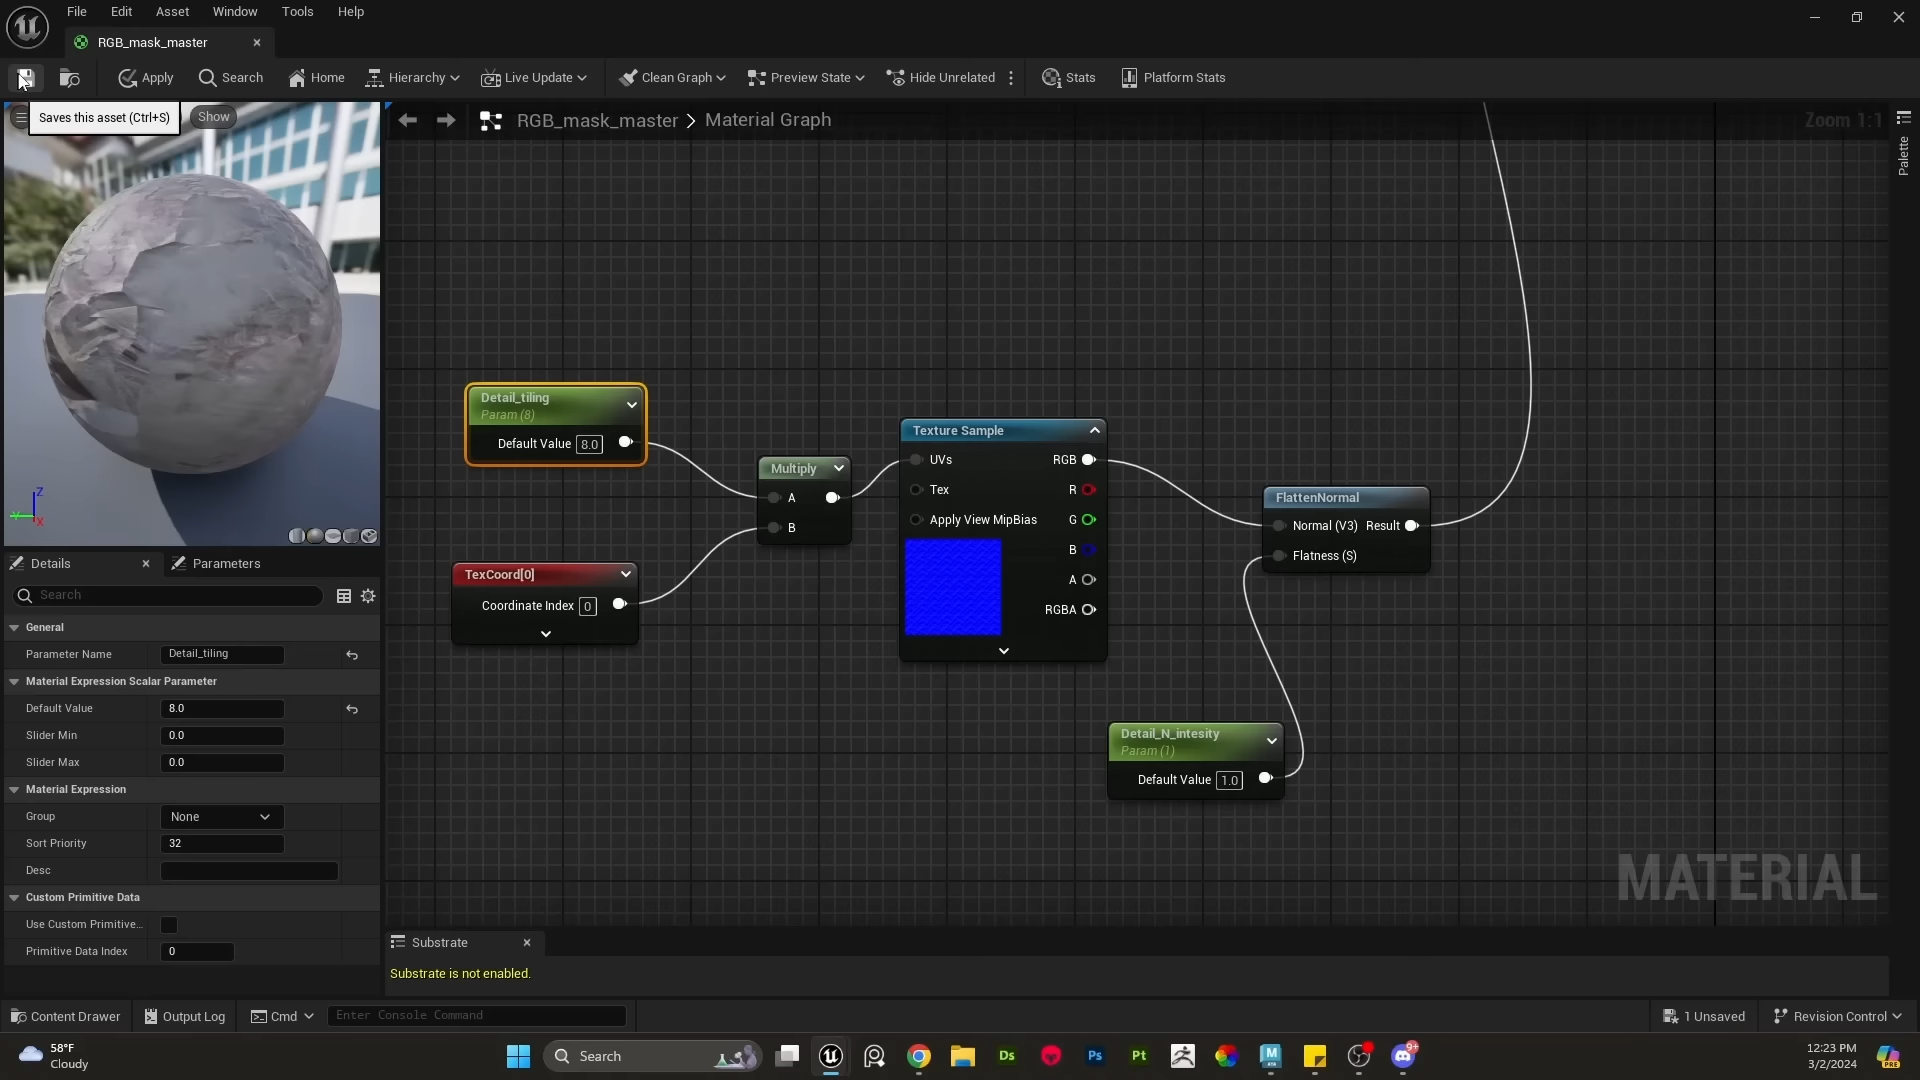 File Edit Asset Window Tools Help
RGB_mask_master
Apply Search Home Hierarchy Live Update Clean Graph Preview State Hide Unrelated Stats Platform Stats
Saves this asset (Ctrl+S)
Show
RGB_mask_master > Material Graph
Zoom 1:1
Palette
Detail_tiling
Param (8)
Default Value 8.0
TexCoord[0]
Coordinate Index 0
Multiply
A
B
Texture Sample
UVs RGB
Tex R
Apply View MipBias G
B
A
RGBA
FlattenNormal
Normal (V3) Result
Flatness (S)
Detail_N_intesity
Param (1)
Default Value 1.0
MATERIAL
Z
Y
X
Details Parameters
Search
General
Parameter Name Detail_tiling
Material Expression Scalar Parameter
Default Value 8.0
Slider Min 0.0
Slider Max 0.0
Material Expression
Group None
Sort Priority 32
Desc
Custom Primitive Data
Use Custom Primitive...
Primitive Data Index 0
Substrate
Substrate is not enabled.
Content Drawer Output Log Cmd Enter Console Command 1 Unsaved Revision Control
58°F
Cloudy
Search
Ds
Ps
Pt
M
9+
12:23 PM
3/2/2024
PRE